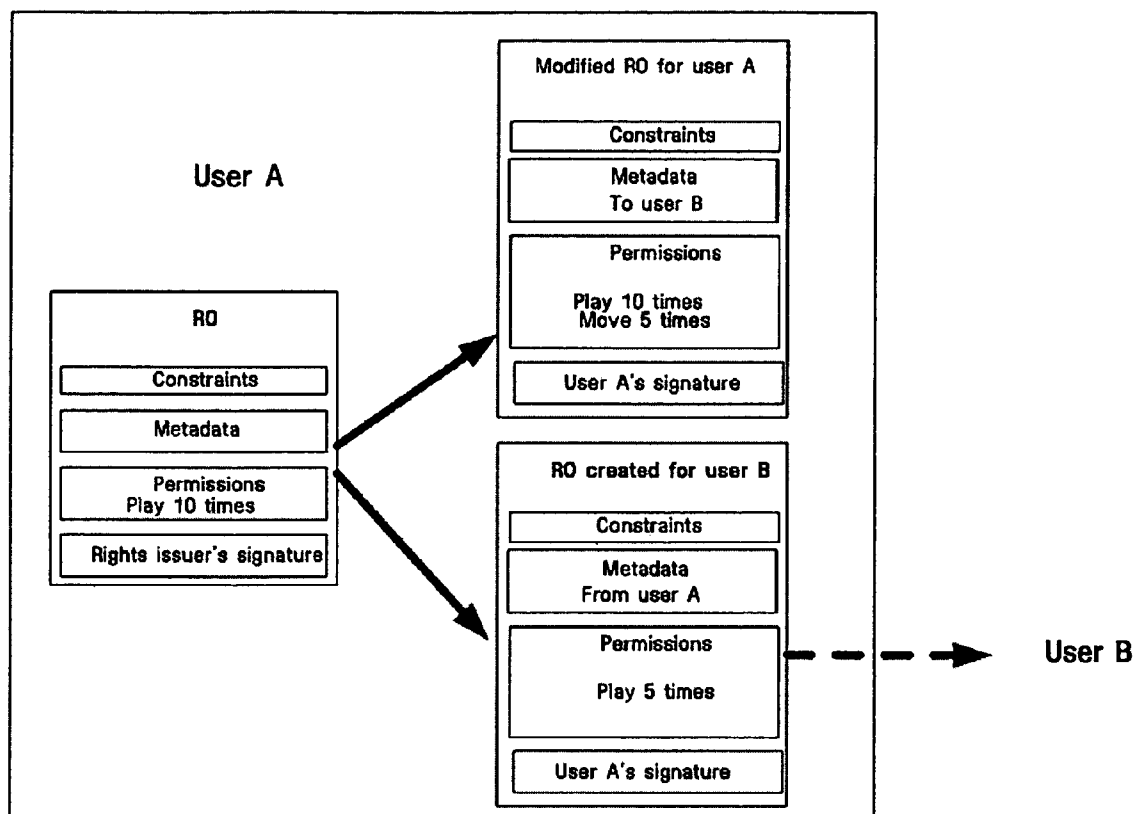 User A
RO
Constraints
Metadata
Permissions
Play 10 times
Rights issuer's signature
Modified RO for user A
Constraints
Metadata
To user B
Permissions
Play 10 times
Move 5 times
User A's signature
RO created for user B
Constraints
Metadata
From user A
Permissions
Play 5 times
User A's signature
User B